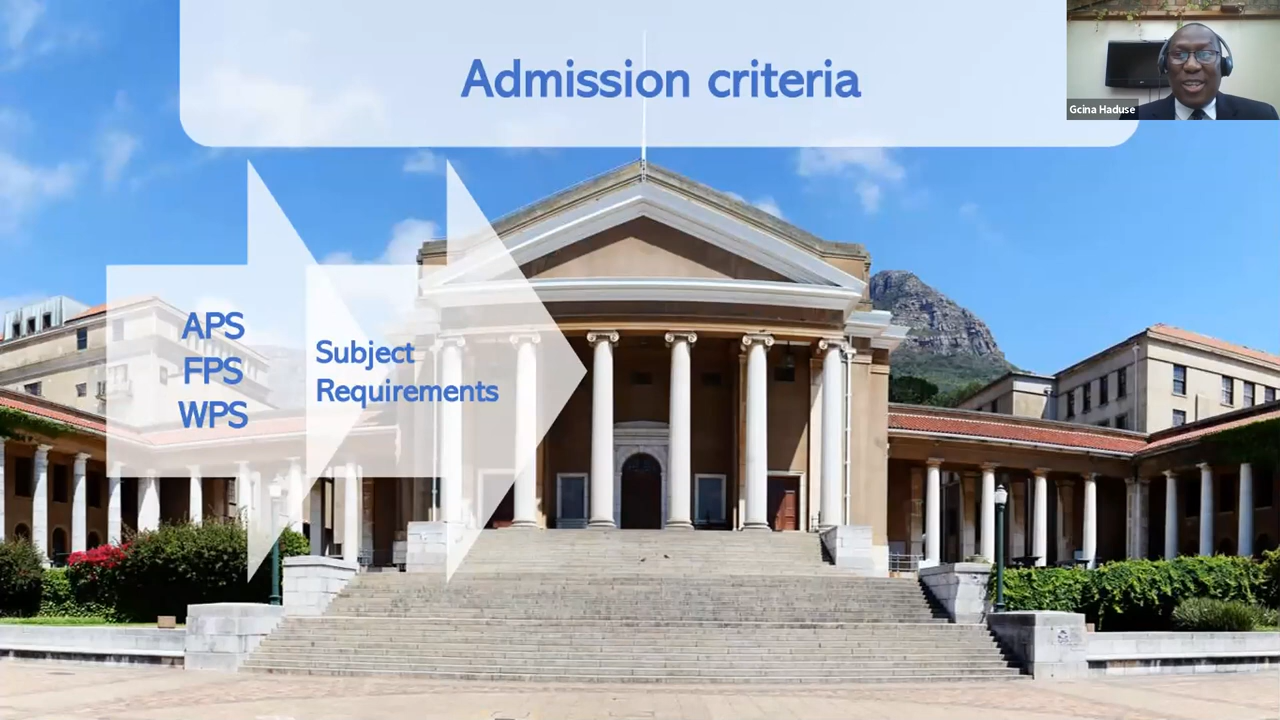 Admission criteria
Gcina Haduse
APS
FPS
WPS
Subject
Requirements